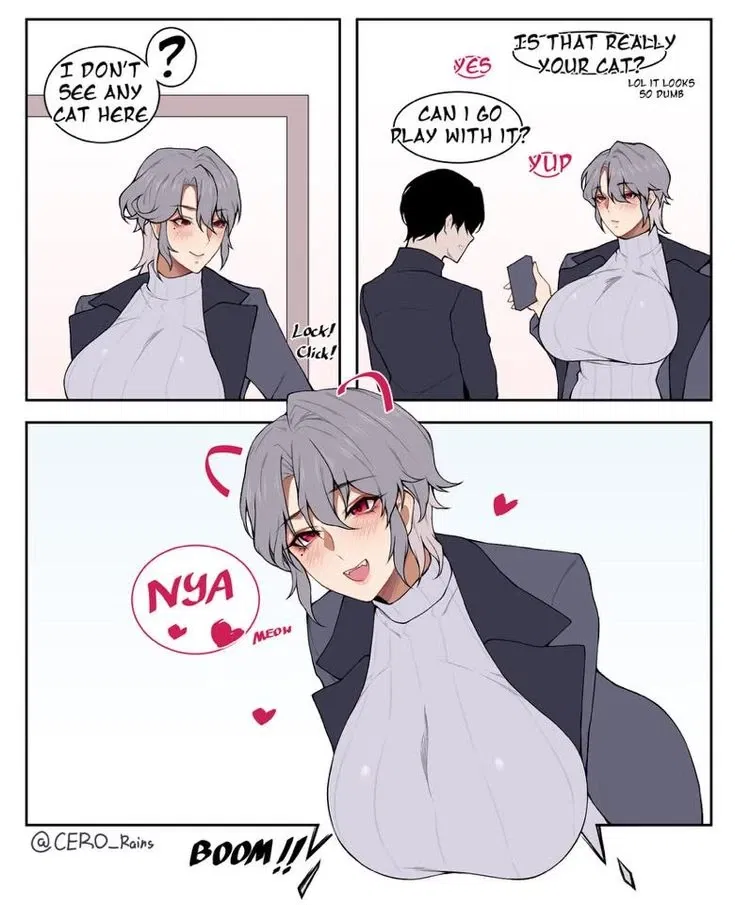 IS THAT REALLY
YOUR CAT?
LOL IT LOOKS
SO DUMB
YES
CAN I GO
PLAY WITH IT?
YUP
?
I DON'T
SEE ANY
CAT HERE
Lock!
Click!
NYA
MEOW
BOOM!!
@CERO_Rains